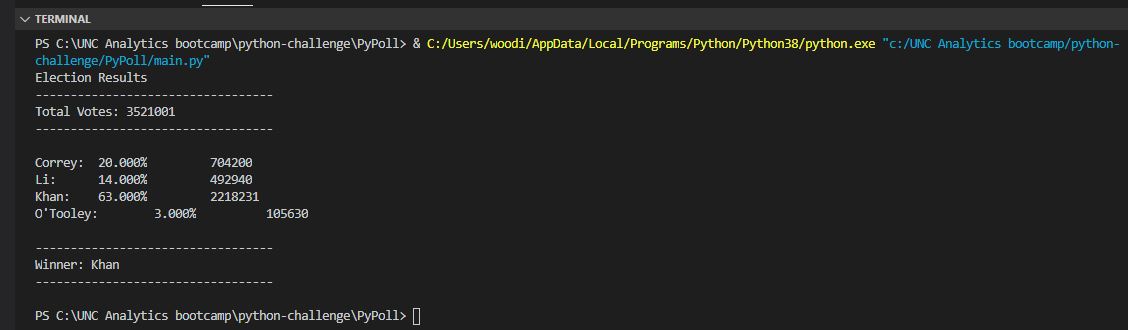 TERMINAL
PS C:\UNC Analytics bootcamp\python-challenge\PyPoll> & C:/Users/woodi/AppData/Local/Programs/Python/Python38/python.exe "c:/UNC Analytics bootcamp/python-
challenge/PyPoll/main.py"
Election Results
----------------------------------
Total Votes: 3521001
----------------------------------
Correy:  20.000%         704200
Li:      14.000%         492940
Khan:    63.000%         2218231
O'Tooley:        3.000%          105630
----------------------------------
Winner: Khan
----------------------------------
PS C:\UNC Analytics bootcamp\python-challenge\PyPoll>